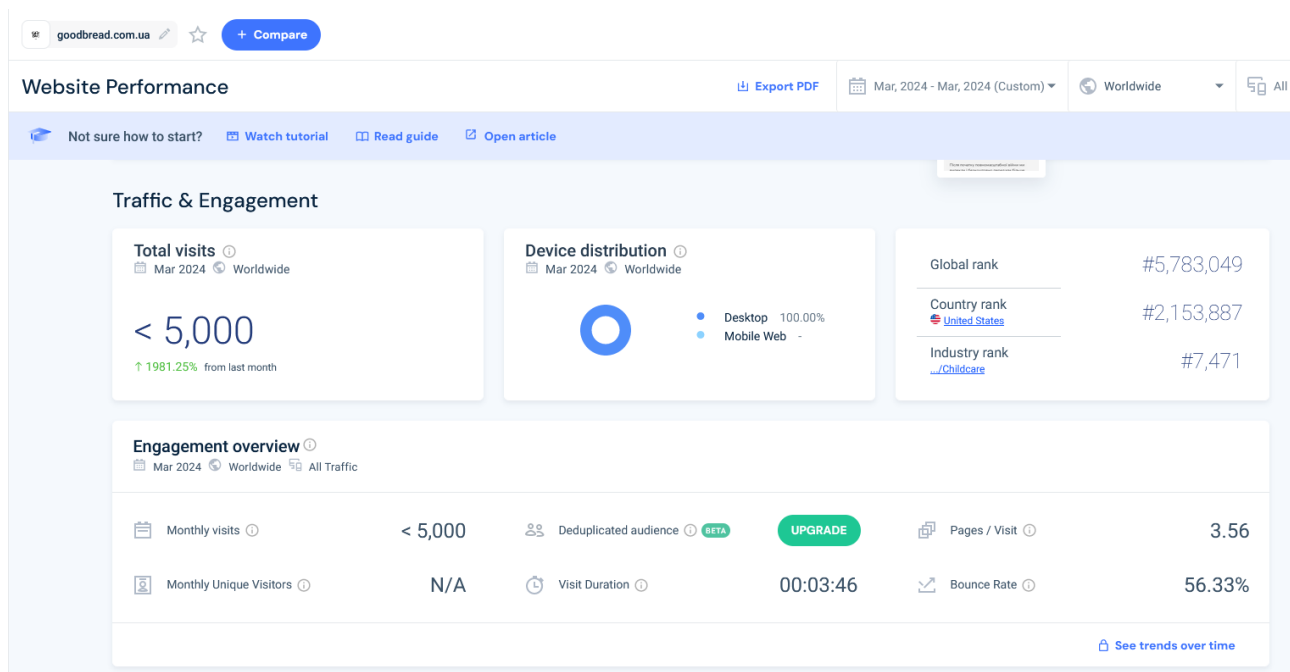 goodbread.com.ua
+ Compare
Website Performance
Export PDF
Mar, 2024 - Mar, 2024 (Custom)
Worldwide
All
Not sure how to start?
Watch tutorial
Read guide
Open article
Traffic & Engagement
Total visits
Mar 2024 Worldwide
< 5,000
↑ 1981.25% from last month
Device distribution
Mar 2024 Worldwide
Desktop 100.00%
Mobile Web -
Global rank #5,783,049
Country rank #2,153,887
United States
Industry rank #7,471
.../Childcare
Engagement overview
Mar 2024 Worldwide All Traffic
Monthly visits < 5,000
Deduplicated audience BETA UPGRADE
Pages / Visit 3.56
Monthly Unique Visitors N/A
Visit Duration 00:03:46
Bounce Rate 56.33%
See trends over time